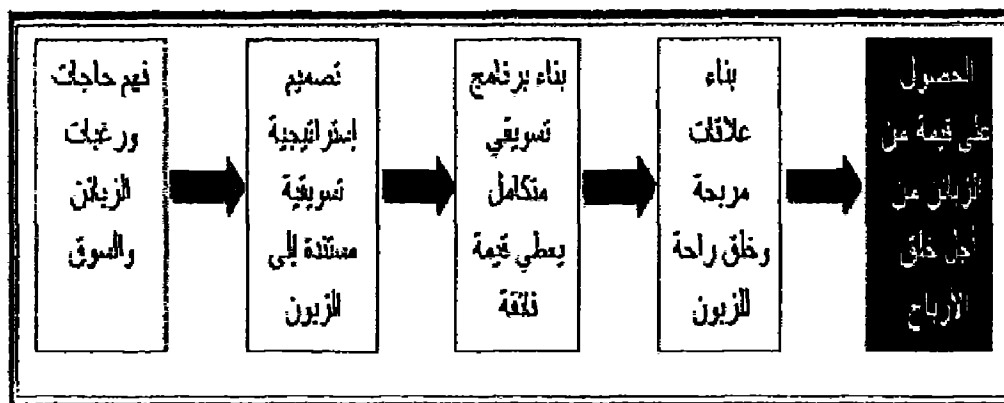 فهم حاجات
ورغبات
الزبائن
والسوق
تصميم
إستراتيجية
تسويقية
مستندة إلى
الزبون
بناء برنامج
تسويقي
متكامل
يعطي قيمة
فائقة
بناء
علاقات
مربحة
وخلق راحة
للزبون
الحصول
على قيمة من
الزبائن من
أجل خلق
الأرباح